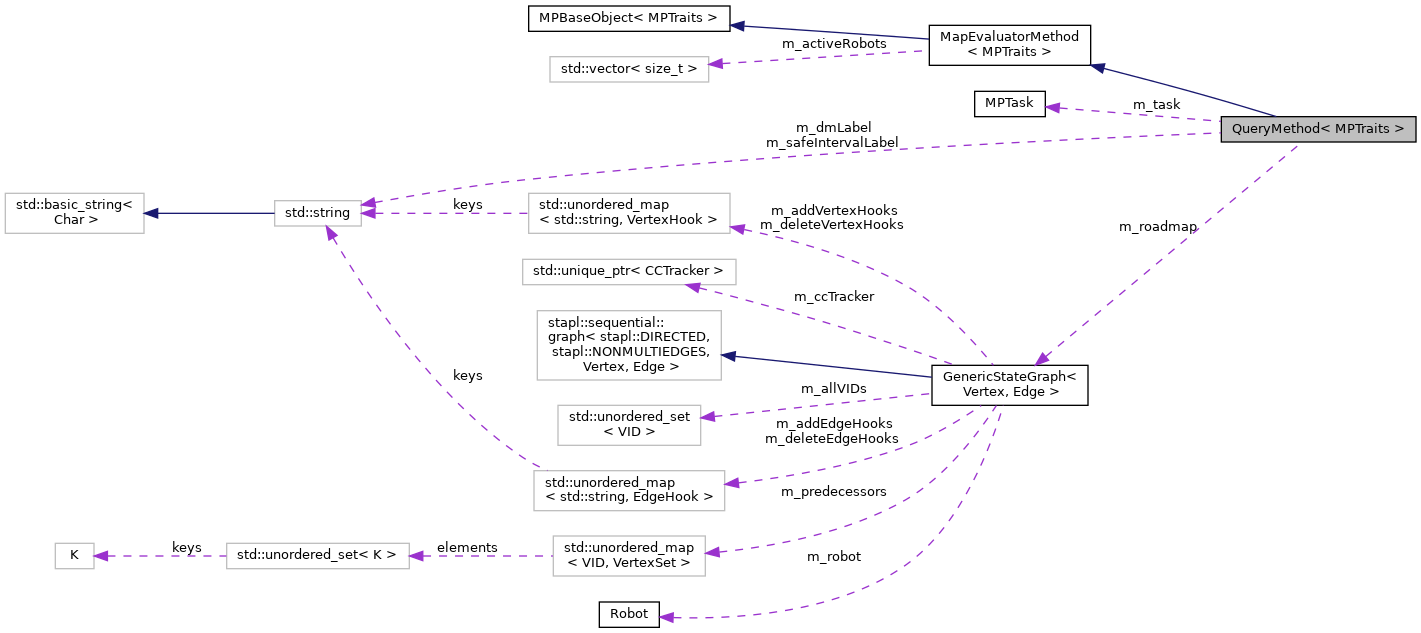 MPBaseObject< MPTraits >
MapEvaluatorMethod
< MPTraits >
m_activeRobots
std::vector< size_t >
MPTask
m_task
QueryMethod< MPTraits >
m_dmLabel
m_safeIntervalLabel
std::basic_string<
Char >
std::string
keys
std::unordered_map
< std::string, VertexHook >
m_addVertexHooks
m_deleteVertexHooks
m_roadmap
std::unique_ptr< CCTracker >
m_ccTracker
stapl::sequential::
graph< stapl::DIRECTED,
stapl::NONMULTIEDGES,
Vertex, Edge >
GenericStateGraph<
Vertex, Edge >
keys
m_allVIDs
std::unordered_set
< VID >
m_addEdgeHooks
m_deleteEdgeHooks
std::unordered_map
< std::string, EdgeHook >
m_predecessors
K
keys
std::unordered_set< K >
elements
std::unordered_map
< VID, VertexSet >
m_robot
Robot